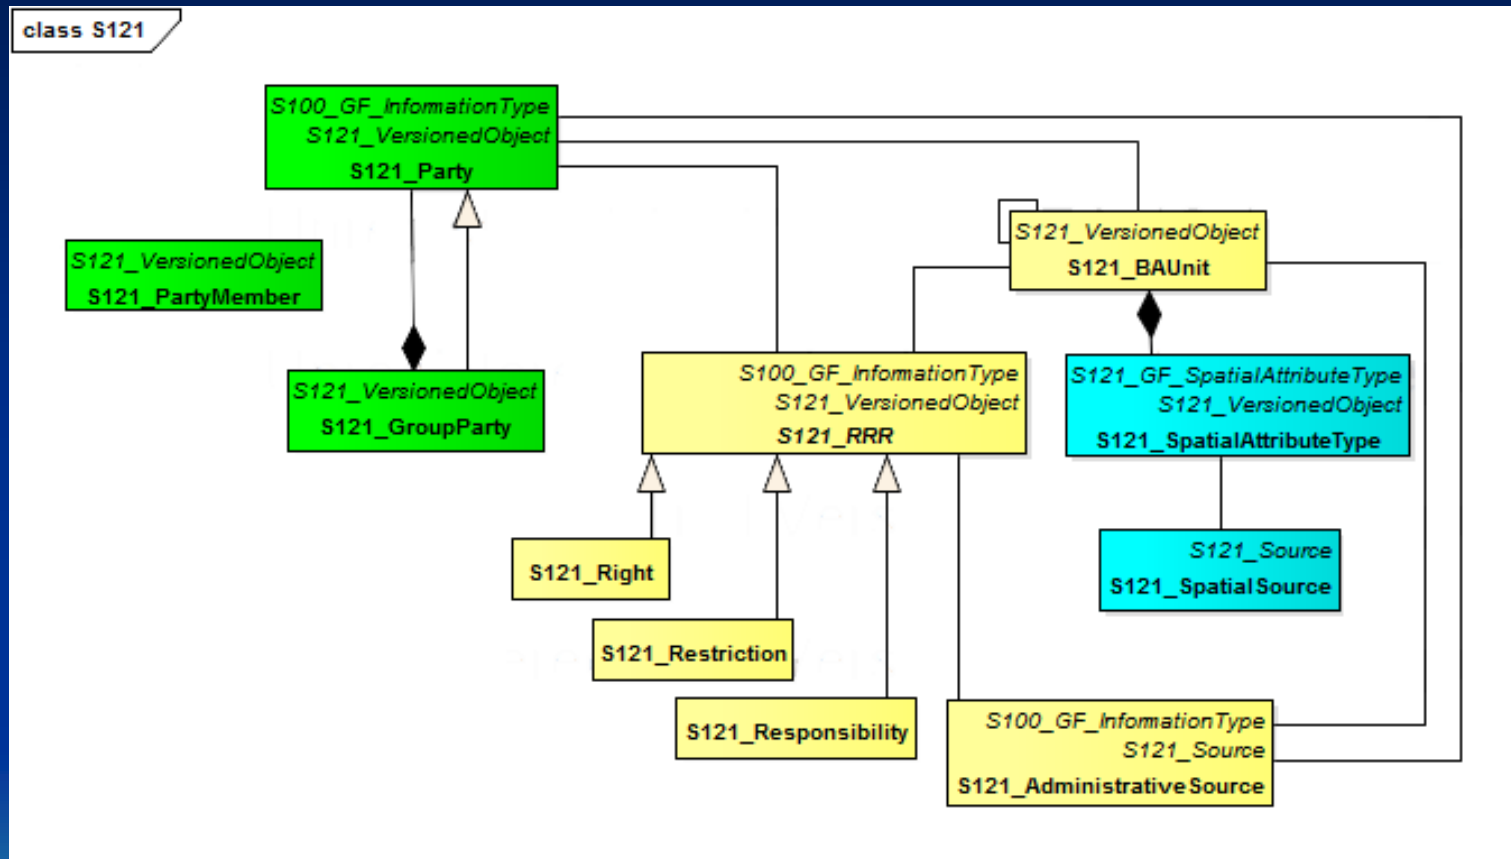 class S121
S100_GF_InformationType
S121_VersionedObject
S121_Party
S121_VersionedObject
S121_PartyMember
S121_VersionedObject
S121_BAUnit
S121_VersionedObject
S121_GroupParty
S100_GF_InformationType
S121_VersionedObject
S121_RRR
S121_GF_SpatialAttributeType
S121_VersionedObject
S121_SpatialAttributeType
S121_Source
S121_SpatialSource
S121_Right
S121_Restriction
S121_Responsibility
S100_GF_InformationType
S121_Source
S121_AdministrativeSource